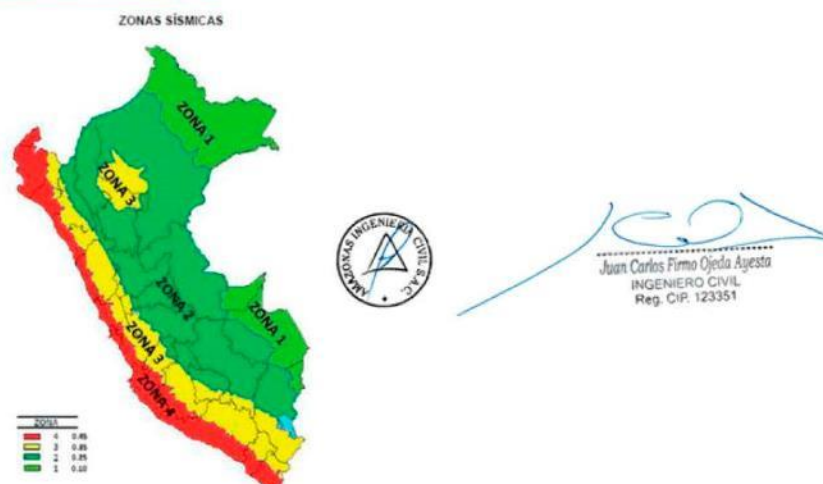 ZONAS SÍSMICAS
ZONA 1
ZONA 3
ZONA 2
ZONA 1
ZONA 3
ZONA 4
ZONA
4 0.45
3 0.35
2 0.25
1 0.10
AMAZONAS INGENIERIA CIVIL S.A.C.
Juan Carlos Firmo Ojeda Ayesta
INGENIERO CIVIL
Reg. CIP. 123351